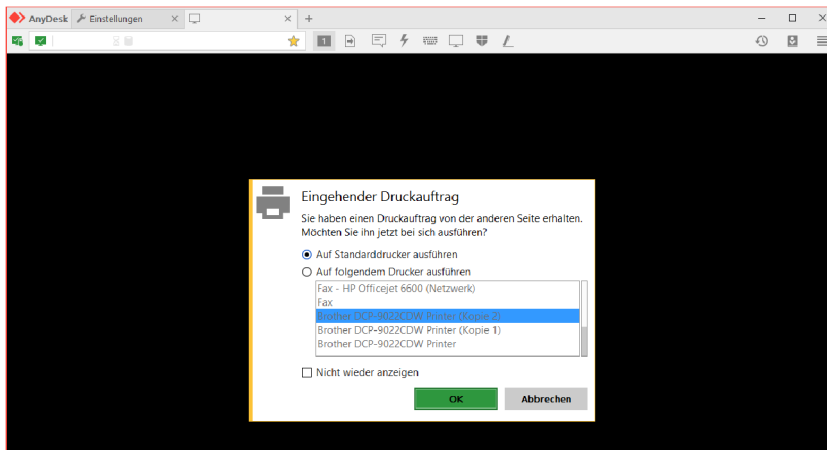 AnyDesk Einstellungen
1
Eingehender Druckauftrag
Sie haben einen Druckauftrag von der anderen Seite erhalten.
Möchten Sie ihn jetzt bei sich ausführen?
Auf Standarddrucker ausführen
Auf folgendem Drucker ausführen
Fax - HP Officejet 6600 (Netzwerk)
Fax
Brother DCP-9022CDW Printer (Kopie 2)
Brother DCP-9022CDW Printer (Kopie 1)
Brother DCP-9022CDW Printer
Nicht wieder anzeigen
OK Abbrechen